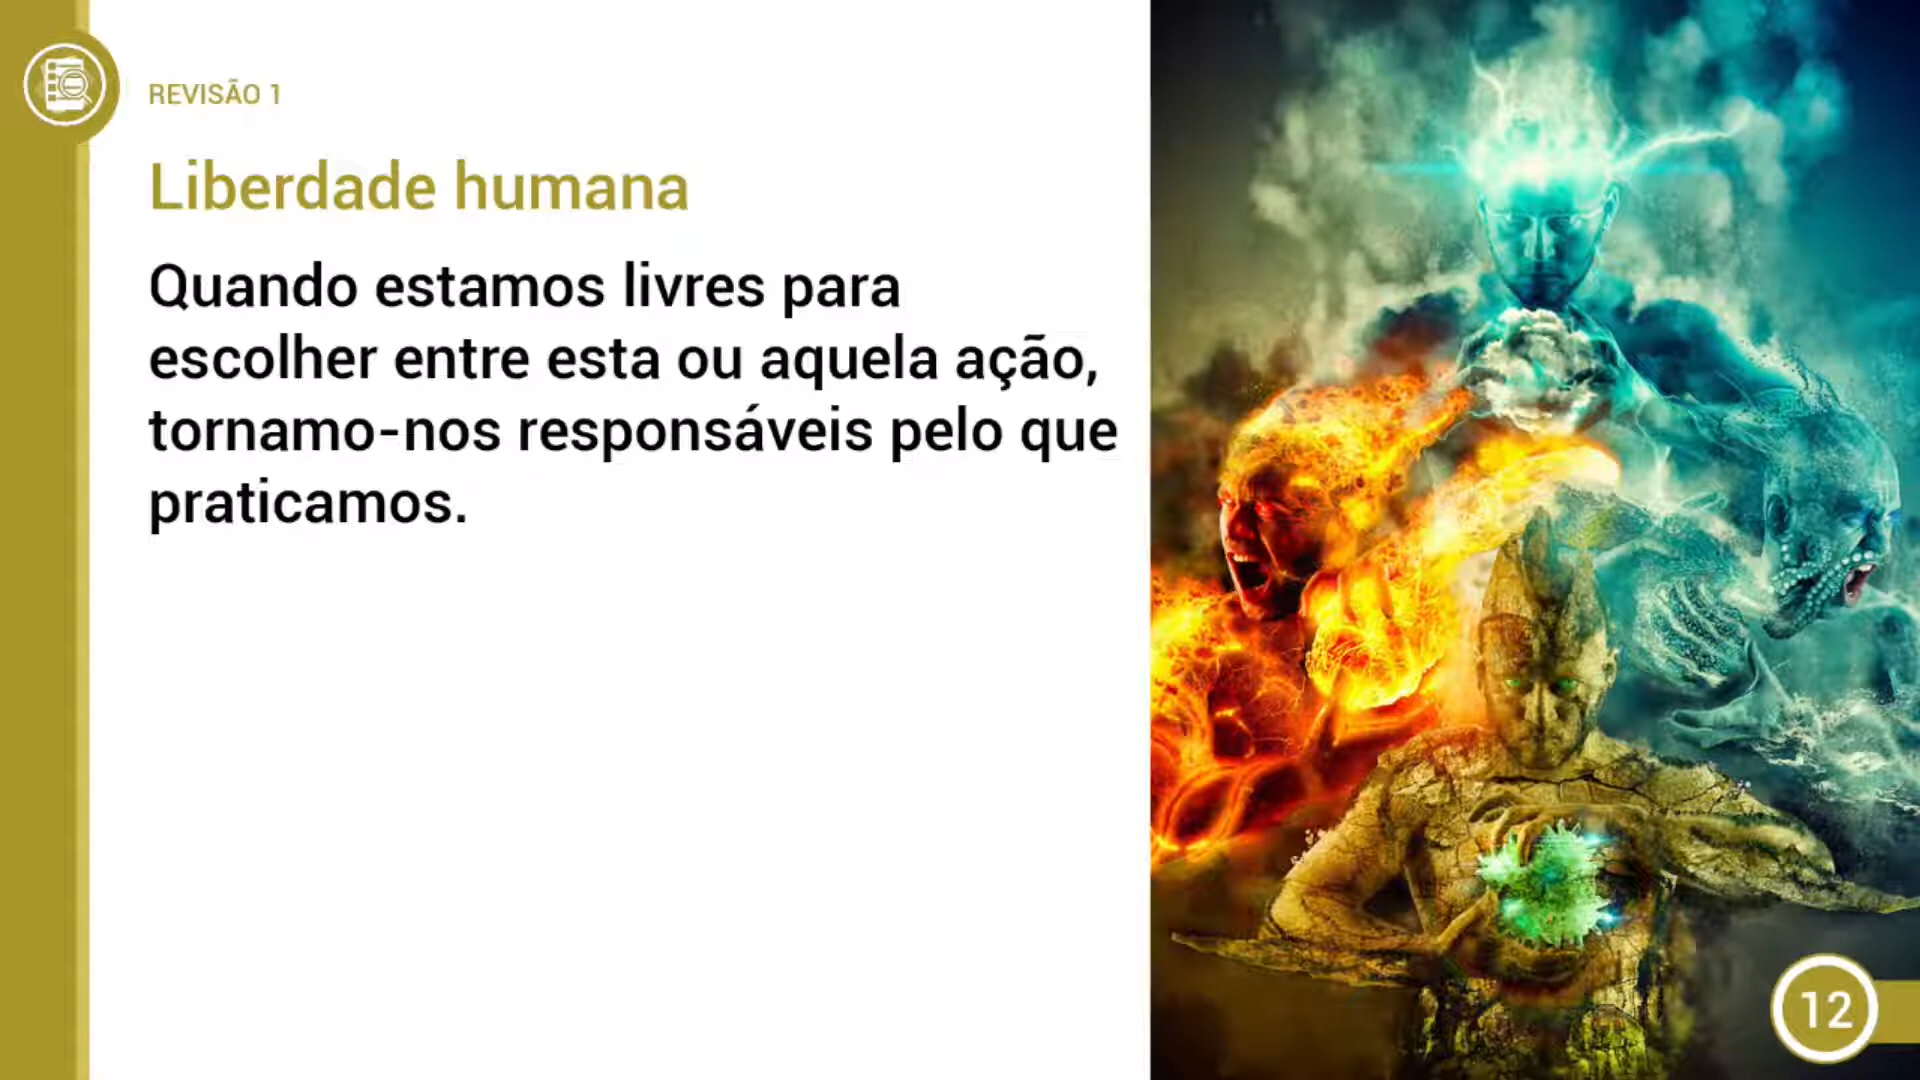 REVISÃO 1
Liberdade humana
Quando estamos livres para
escolher entre esta ou aquela ação,
tornamo-nos responsáveis pelo que
praticamos.
12